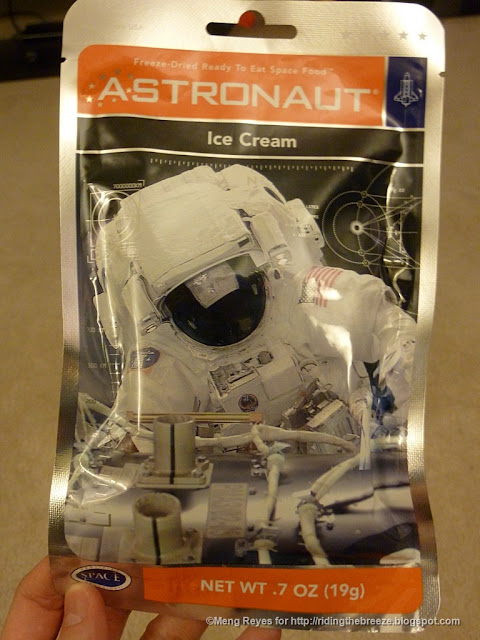 Freeze-Dried Ready To Eat Space Food™
ASTRONAUT®
Ice Cream
SPACE
NET WT .7 OZ (19g)
©Meng Reyes for http://ridingthebreeze.blogspot.com